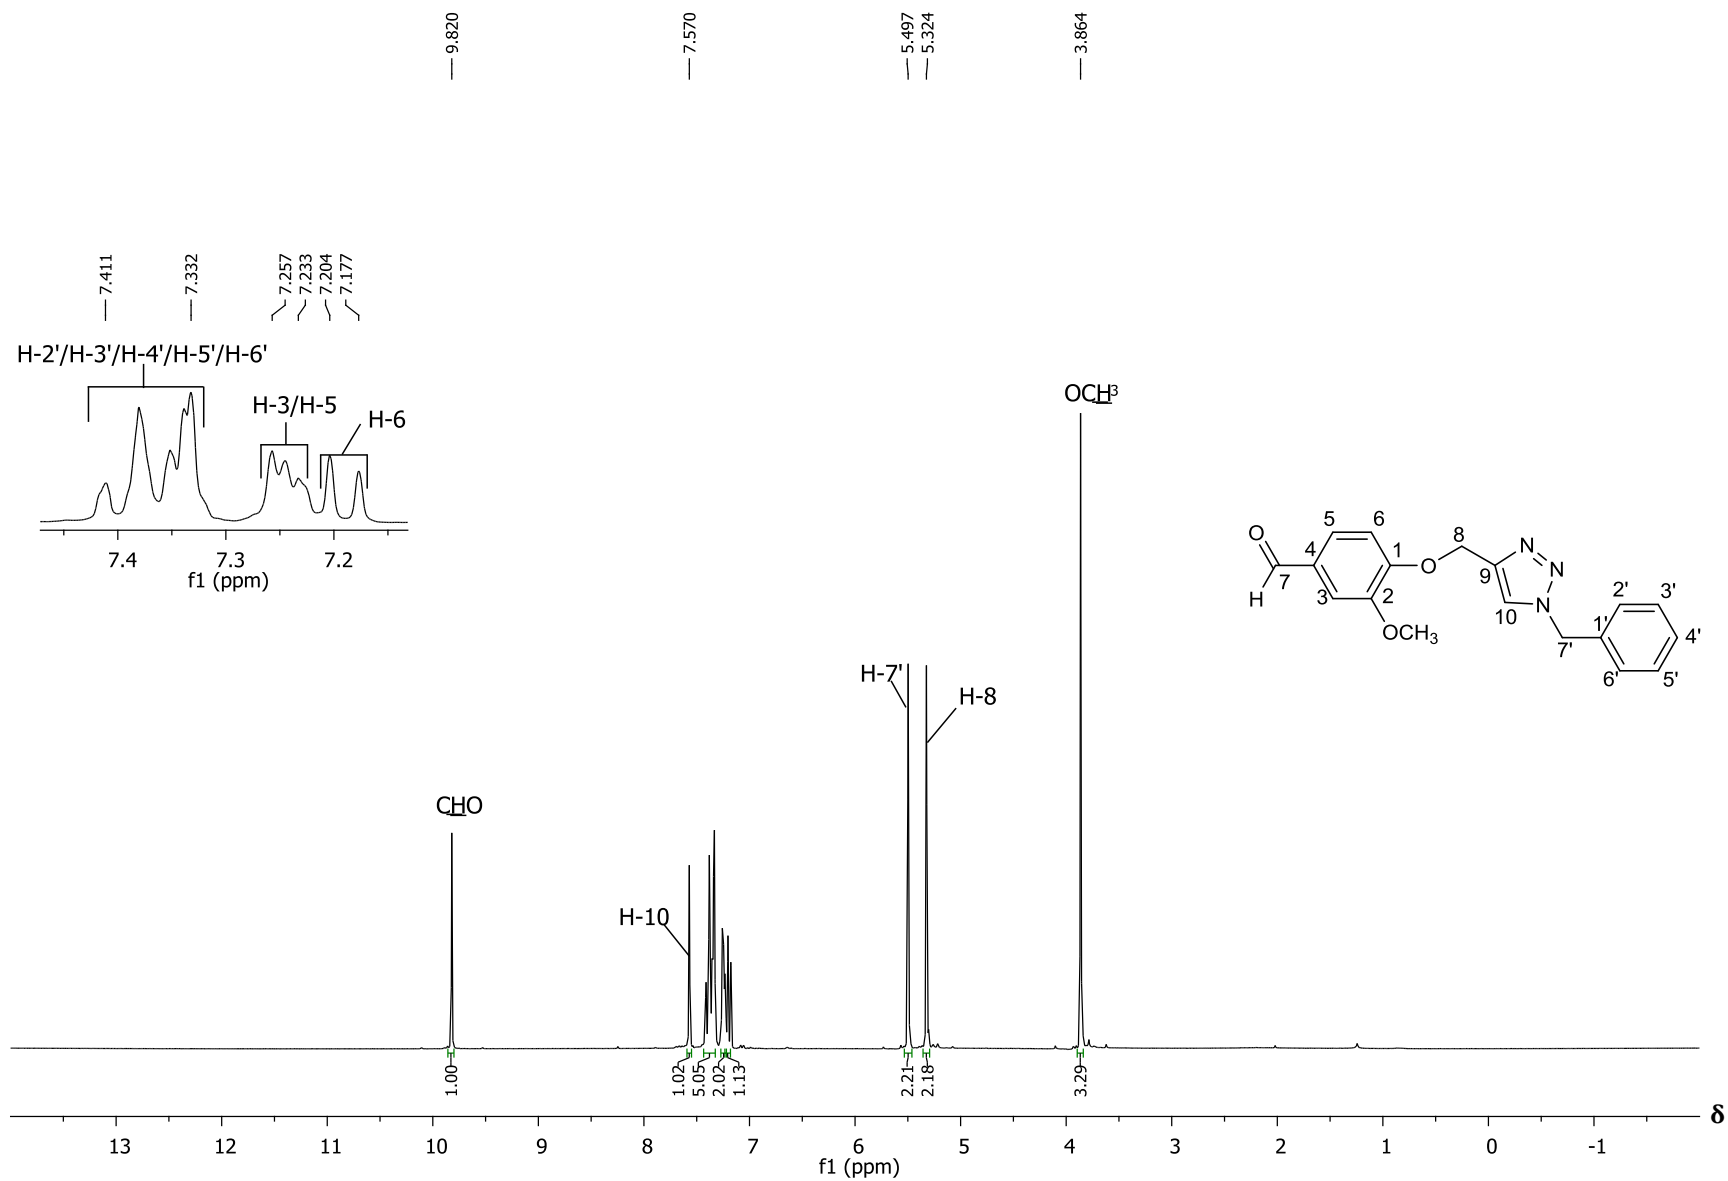 9.820
7.570
5.497
5.324
3.864
7.411
7.332
7.257
7.233
7.204
7.177
H-2'/H-3'/H-4'/H-5'/H-6'
H-3/H-5
H-6
7.4 7.3 7.2
f1 (ppm)
OCH3
CHO
H-10
H-7'
H-8
O
H
7
4
5
6
3
2
1
OCH3
O
8
9
10
N
N
N
7'
1'
2'
3'
4'
5'
6'
1.00
1.02
5.05
2.02
1.13
2.21
2.18
3.29
13 12 11 10 9 8 7 6 5 4 3 2 1 0 -1
δ
f1 (ppm)